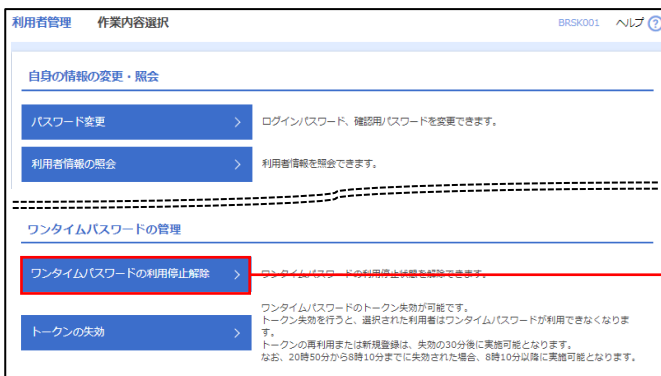 利用者管理 作業内容選択 BRSK001 ヘルプ ?
自身の情報の変更・照会
パスワード変更 ログインパスワード、確認用パスワードを変更できます。
利用者情報の照会 利用者情報を照会できます。
ワンタイムパスワードの管理
ワンタイムパスワードの利用停止解除 ワンタイムパスワードの利用停止状態を解除できます。
ワンタイムパスワードのトークン失効が可能です。
トークン失効を行うと、選択された利用者はワンタイムパスワードが利用できなくなりま
す。
トークンの失効
トークンの再利用または新規登録は、失効の30分後に実施可能となります。
なお、20時50分から8時10分までに失効された場合、8時10分以降に実施可能となります。